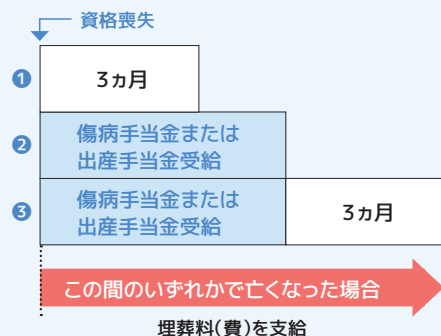 資格喪失
❶ 3ヵ月
❷ 傷病手当金または
出産手当金受給
❸ 傷病手当金または
出産手当金受給
3ヵ月
この間のいずれかで亡くなった場合
埋葬料(費)を支給